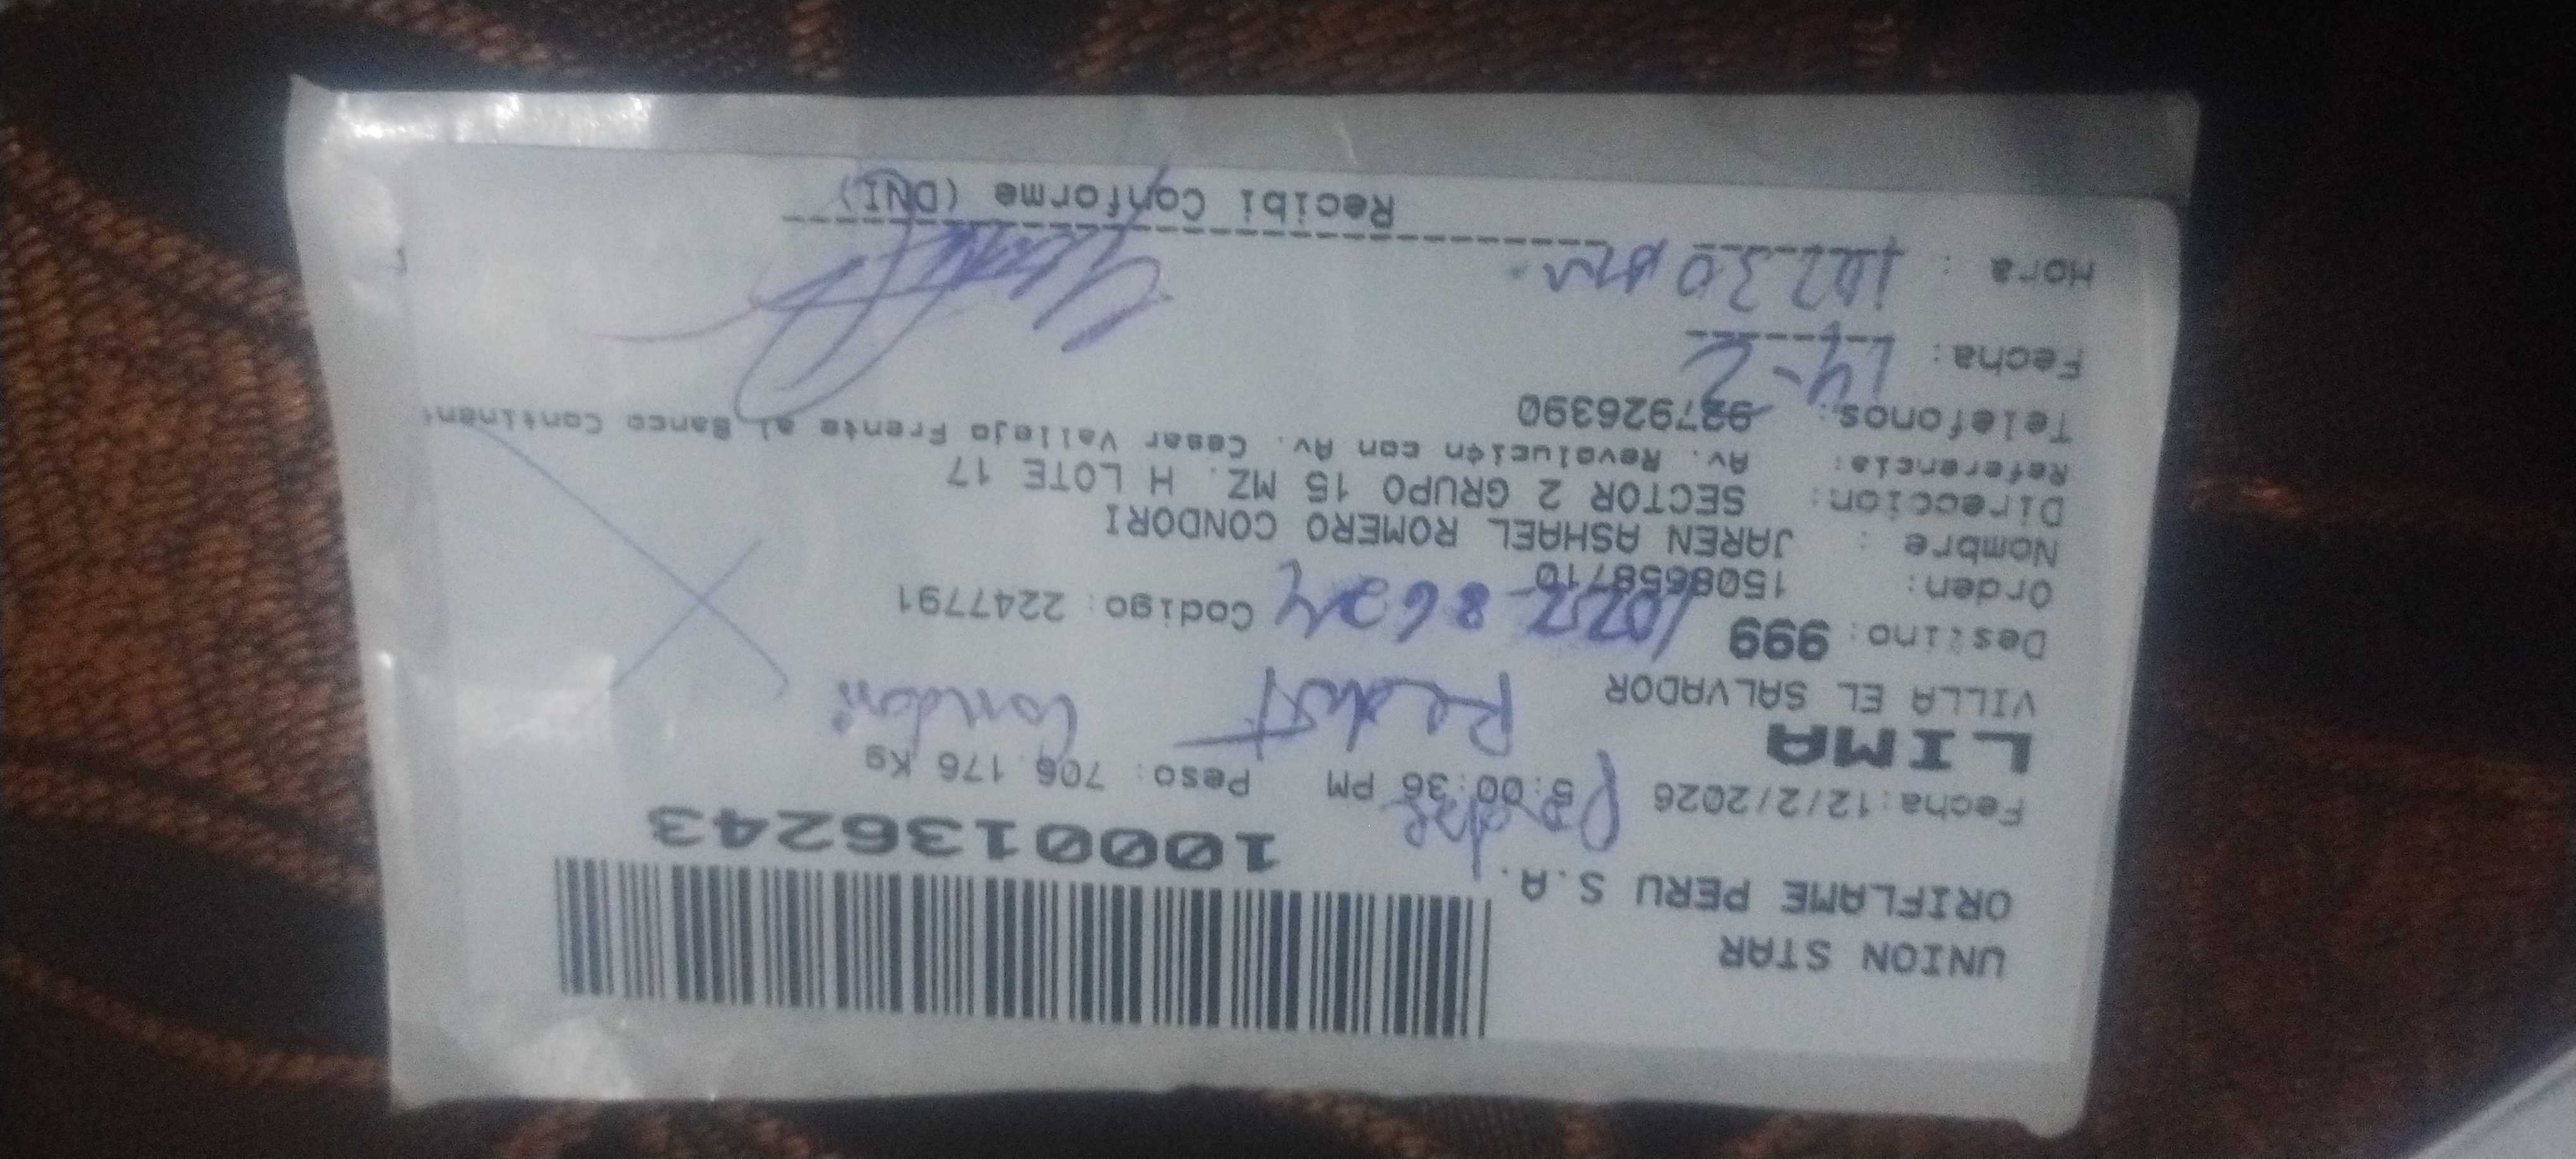 UNION STAR
ORIFLAME PERU S.A.
1000136243
Fecha:12/2/2026 5:00:36 PM Peso: 706.176 Kg
LIMA
VILLA EL SALVADOR
Condori
Destino: 999 Codigo: 2247791
Orden: 1508658710
Nombre : JAREN ASHAEL ROMERO CONDORI
Direccion: SECTOR 2 GRUPO 15 MZ. H LOTE 17
Referencia: Av. Revolución con Av. Cesar Vallejo Frente al Banco Continen
Telefonos: 927926390
Fecha: 14-2
Hora :
Recibi Conforme (DNI)